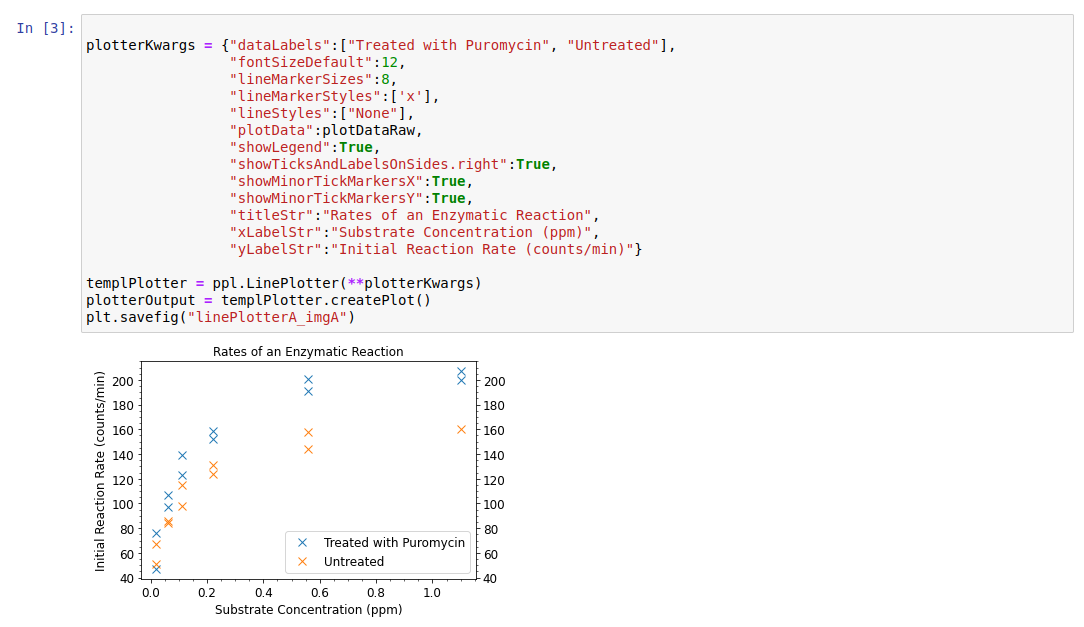 In [3]:
plotterKwargs = {"dataLabels":["Treated with Puromycin", "Untreated"],
"fontSizeDefault":12,
"lineMarkerSizes":8,
"lineMarkerStyles":['x'],
"lineStyles":["None"],
"plotData":plotDataRaw,
"showLegend":True,
"showTicksAndLabelsOnSides.right":True,
"showMinorTickMarkersX":True,
"showMinorTickMarkersY":True,
"titleStr":"Rates of an Enzymatic Reaction",
"xLabelStr":"Substrate Concentration (ppm)",
"yLabelStr":"Initial Reaction Rate (counts/min)"}
templPlotter = ppl.LinePlotter(**plotterKwargs)
plotterOutput = templPlotter.createPlot()
plt.savefig("linePlotterA_imgA")
Rates of an Enzymatic Reaction
Initial Reaction Rate (counts/min)
200 200
180 180
160 160
140 140
120 120
100 100
80 80
60 60
40 40
Treated with Puromycin
Untreated
0.0 0.2 0.4 0.6 0.8 1.0
Substrate Concentration (ppm)